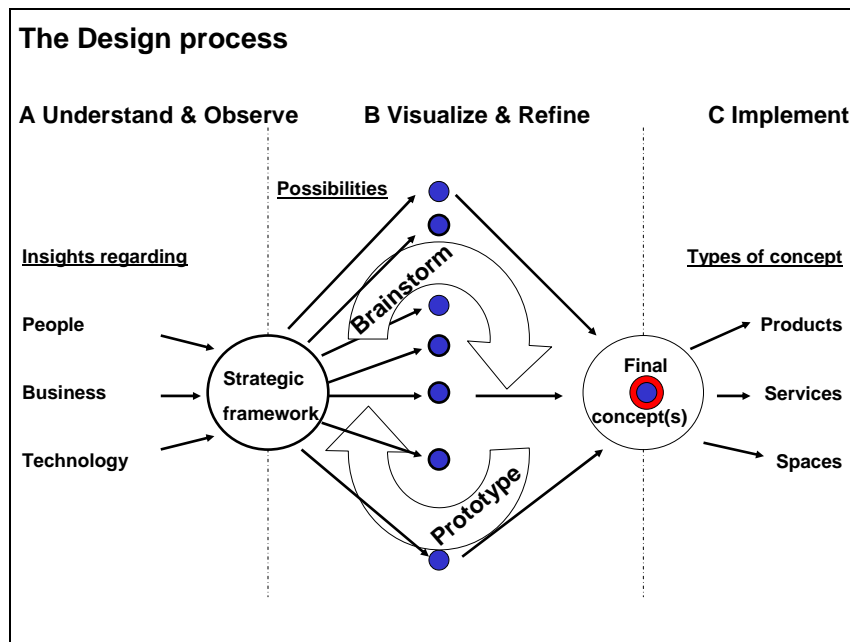 The Design process
A Understand & Observe
B Visualize & Refine
C Implement
Possibilities
Insights regarding
Types of concept
Brainstorm
People
Products
Strategic
framework
Final
concept(s)
Business
Services
Technology
Spaces
Prototype